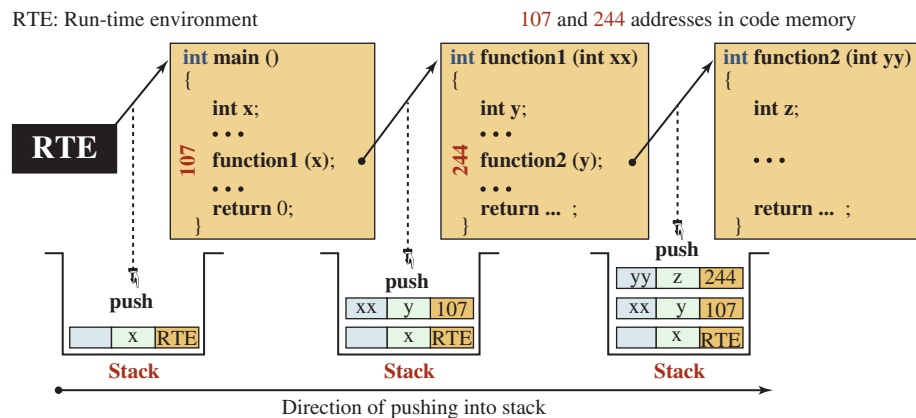 RTE: Run-time environment
107 and 244 addresses in code memory
RTE
int main ()
{
int x;
• • •
107
function1 (x);
• • •
return 0;
}
int function1 (int xx)
{
int y;
• • •
244
function2 (y);
• • •
return ... ;
}
int function2 (int yy)
{
int z;
• • •
return ... ;
}
push
x RTE
Stack
push
xx y 107
x RTE
Stack
push
yy z 244
xx y 107
x RTE
Stack
Direction of pushing into stack